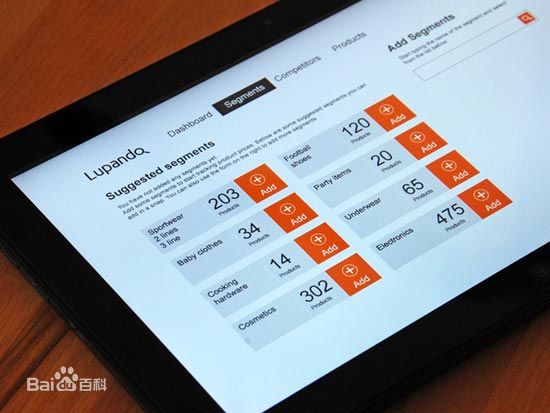 Lupando
Dashboard
Segments
Competitors
Products
Suggested segments
You have not added any segments yet
Add some segments to start tracking product prices. Below are some suggested segments you can
add in a snap. You can also use the form on the right to add more segments
Sportwear
2 lines
3 line
203
Products
Add
Football
shoes
120
Products
Add
Baby clothes
34
Products
Add
Party items
20
Products
Add
Cooking
hardware
14
Products
Add
Underwear
65
Products
Add
Cosmetics
302
Products
Add
Electronics
475
Products
Add
Add Segments
Start typing the name of the segment and select
from the list below
Bai du 百科